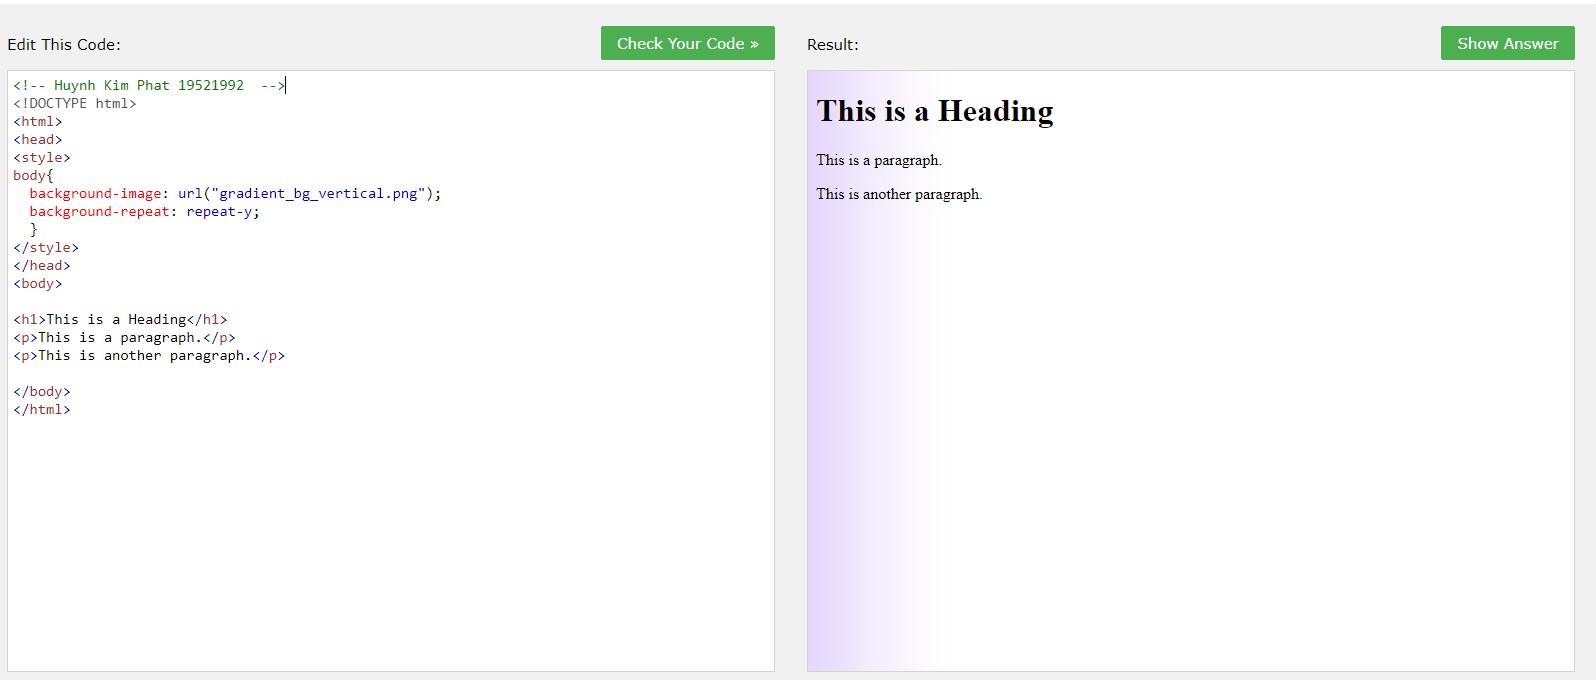 Edit This Code:
Check Your Code »
<!-- Huynh Kim Phat 19521992  -->
<!DOCTYPE html>
<html>
<head>
<style>
body{
  background-image: url("gradient_bg_vertical.png");
  background-repeat: repeat-y;
  }
</style>
</head>
<body>

<h1>This is a Heading</h1>
<p>This is a paragraph.</p>
<p>This is another paragraph.</p>

</body>
</html>
Result:
Show Answer
This is a Heading
This is a paragraph.
This is another paragraph.